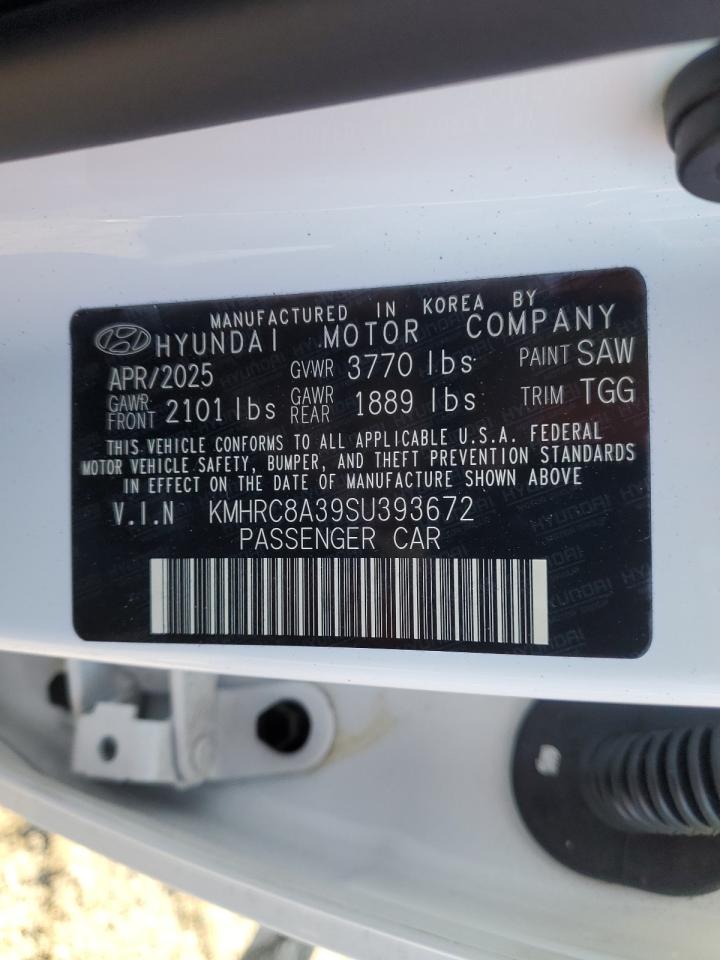 MANUFACTURED IN KOREA BY
HYUNDAI MOTOR COMPANY
APR/2025 GVWR 3770 lbs PAINT SAW
GAWR FRONT 2101 lbs GAWR REAR 1889 lbs TRIM TGG
THIS VEHICLE CONFORMS TO ALL APPLICABLE U.S.A. FEDERAL
MOTOR VEHICLE SAFETY, BUMPER, AND THEFT PREVENTION STANDARDS
IN EFFECT ON THE DATE OF MANUFACTURE SHOWN ABOVE
V.I.N KMHRC8A39SU393672
PASSENGER CAR